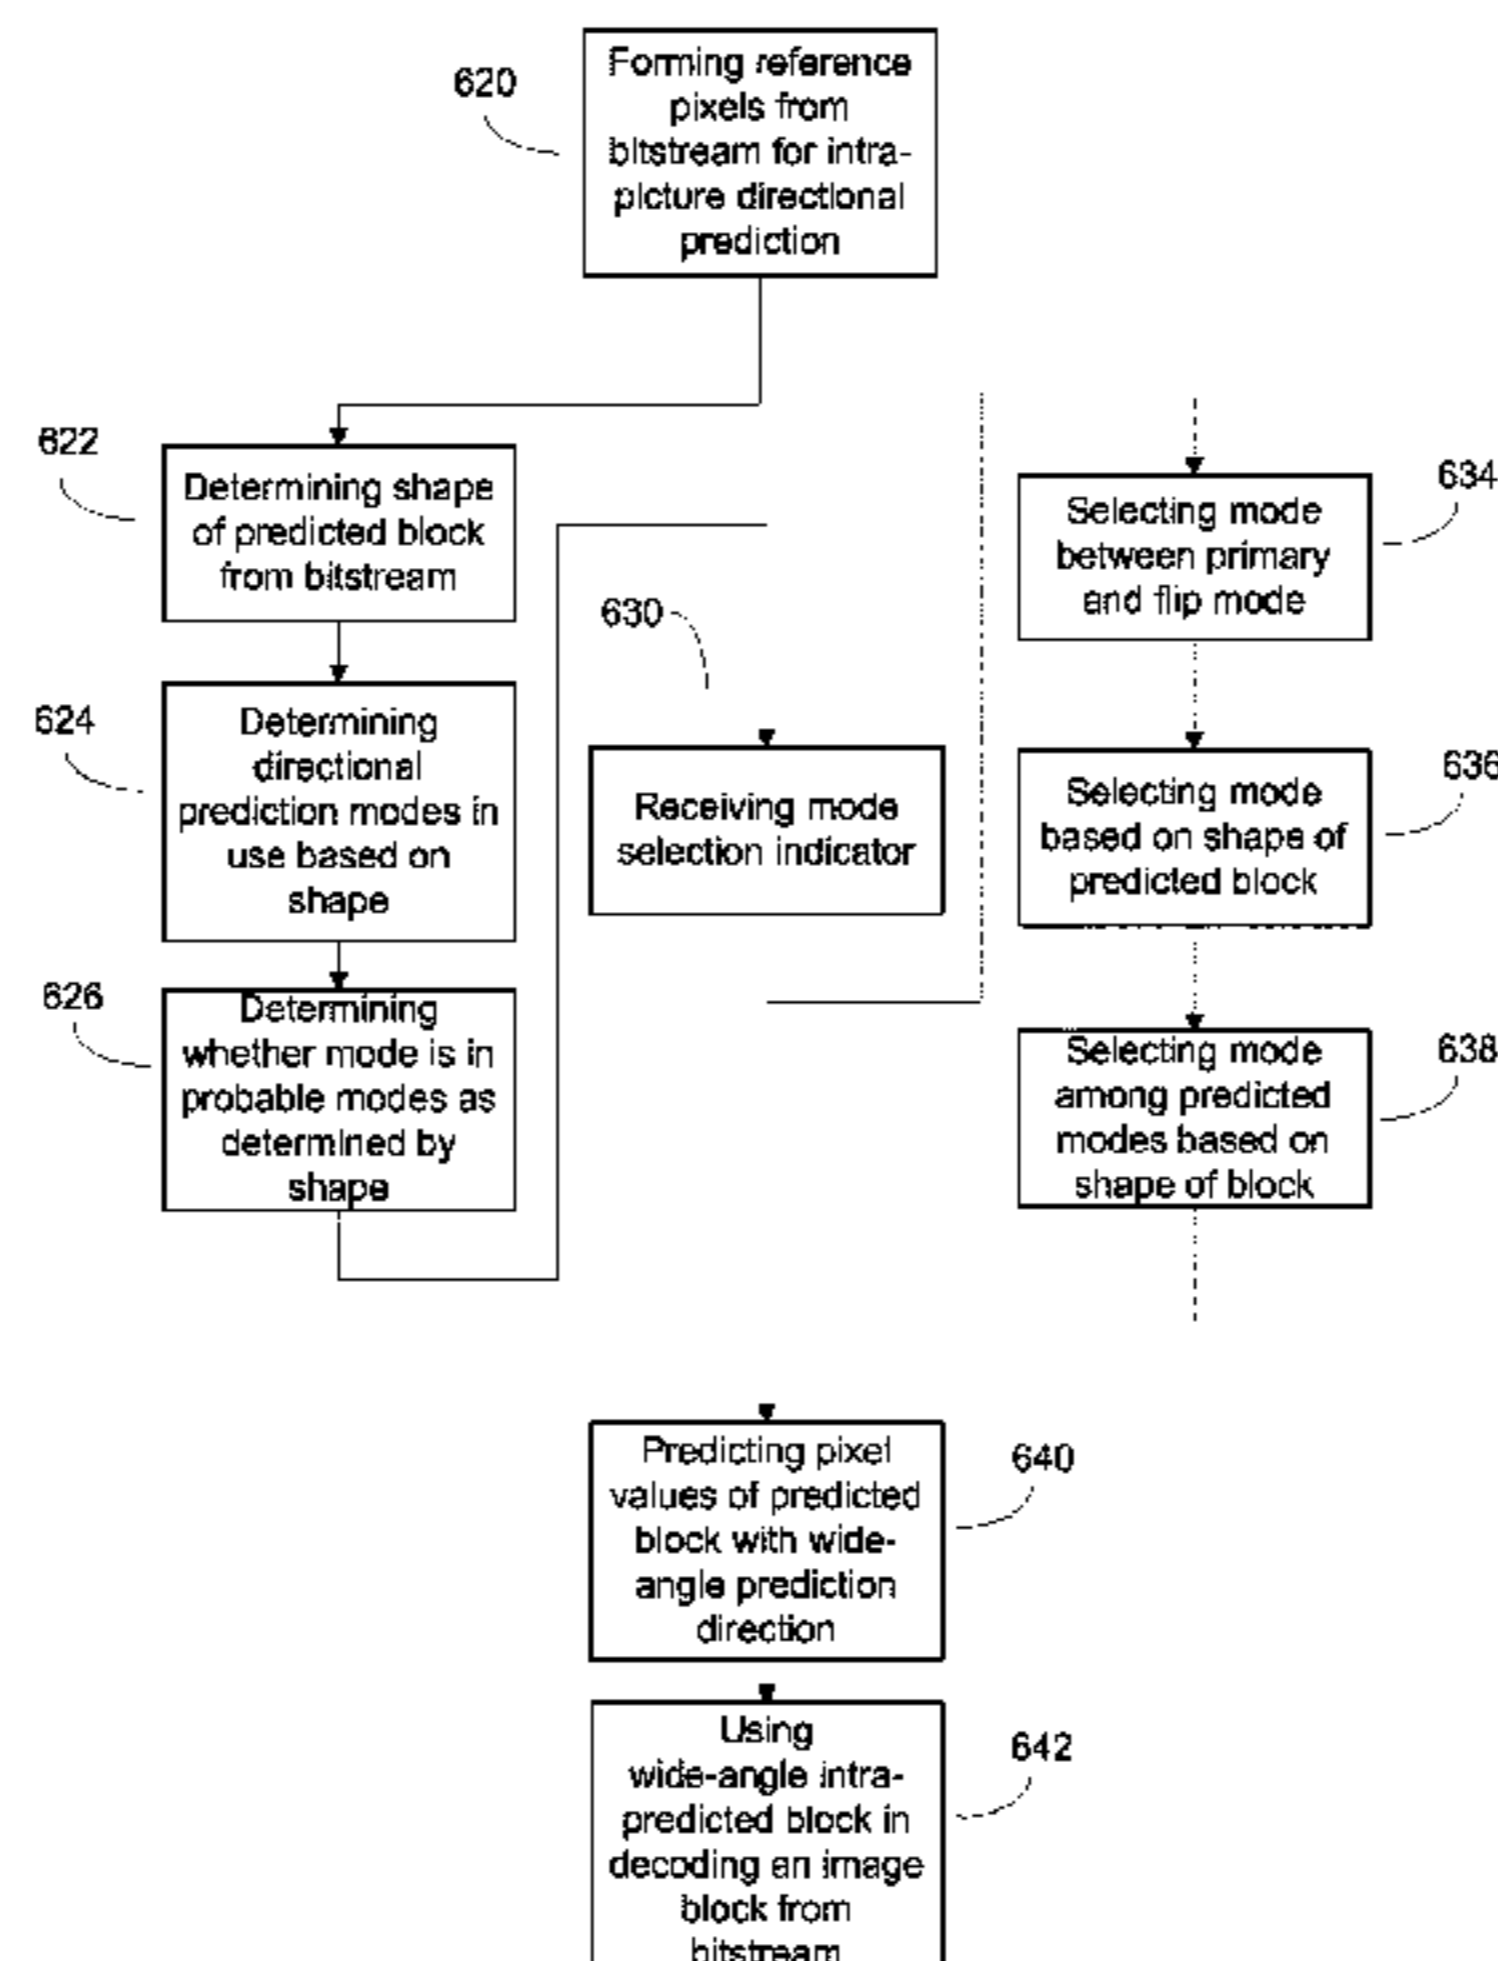 620
Forming reference
pixels from
bitstream for intra-
picture directional
prediction
622
Determining shape
of predicted block
from bitstream
624
Determining
directional
prediction modes in
use based on
shape
626
Determining
whether mode is in
probable modes as
determined by
shape
630
Receiving mode
selection indicator
634
Selecting mode
between primary
and flip mode
636
Selecting mode
based on shape of
predicted block
638
Selecting mode
among predicted
modes based on
shape of block
640
Predicting pixel
values of predicted
block with wide-
angle prediction
direction
642
Using
wide-angle intra-
predicted block in
decoding an image
block from
bitstream